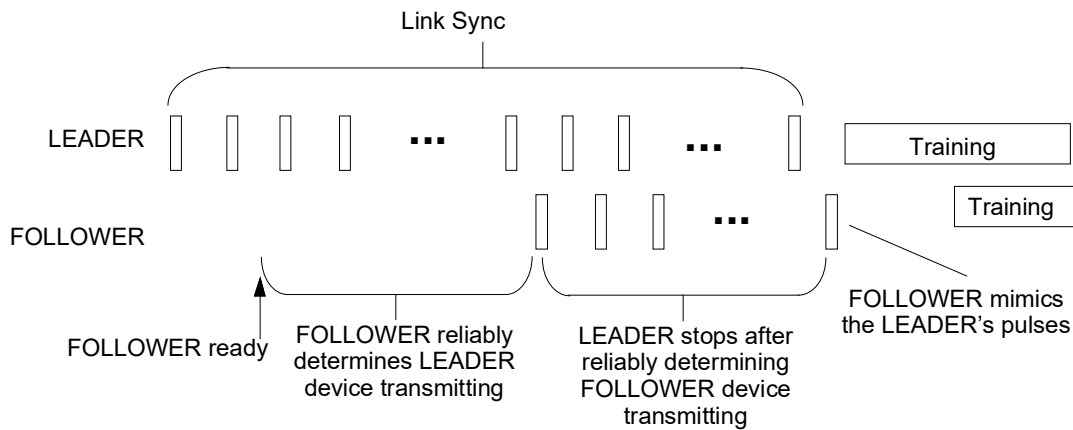 Link Sync
LEADER
...
...
Training
FOLLOWER
...
Training
FOLLOWER ready
FOLLOWER reliably
determines LEADER
device transmitting
LEADER stops after
reliably determining
FOLLOWER device
transmitting
FOLLOWER mimics
the LEADER's pulses